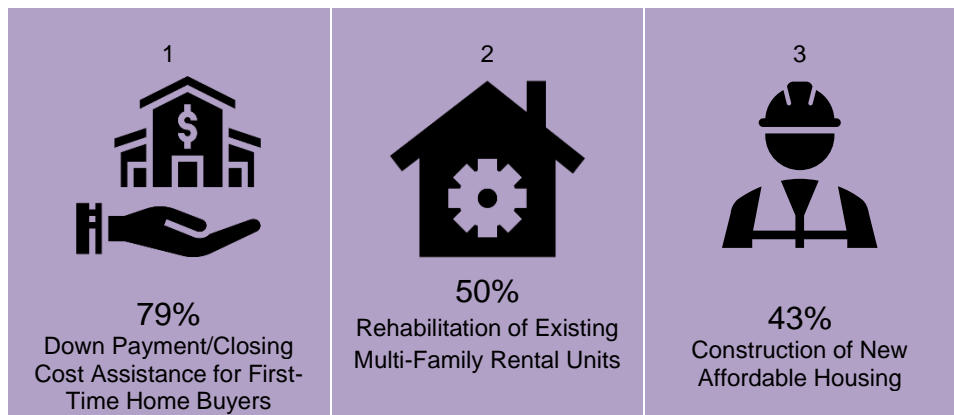 1
$
79%
Down Payment/Closing
Cost Assistance for First-
Time Home Buyers
2
50%
Rehabilitation of Existing
Multi-Family Rental Units
3
43%
Construction of New
Affordable Housing